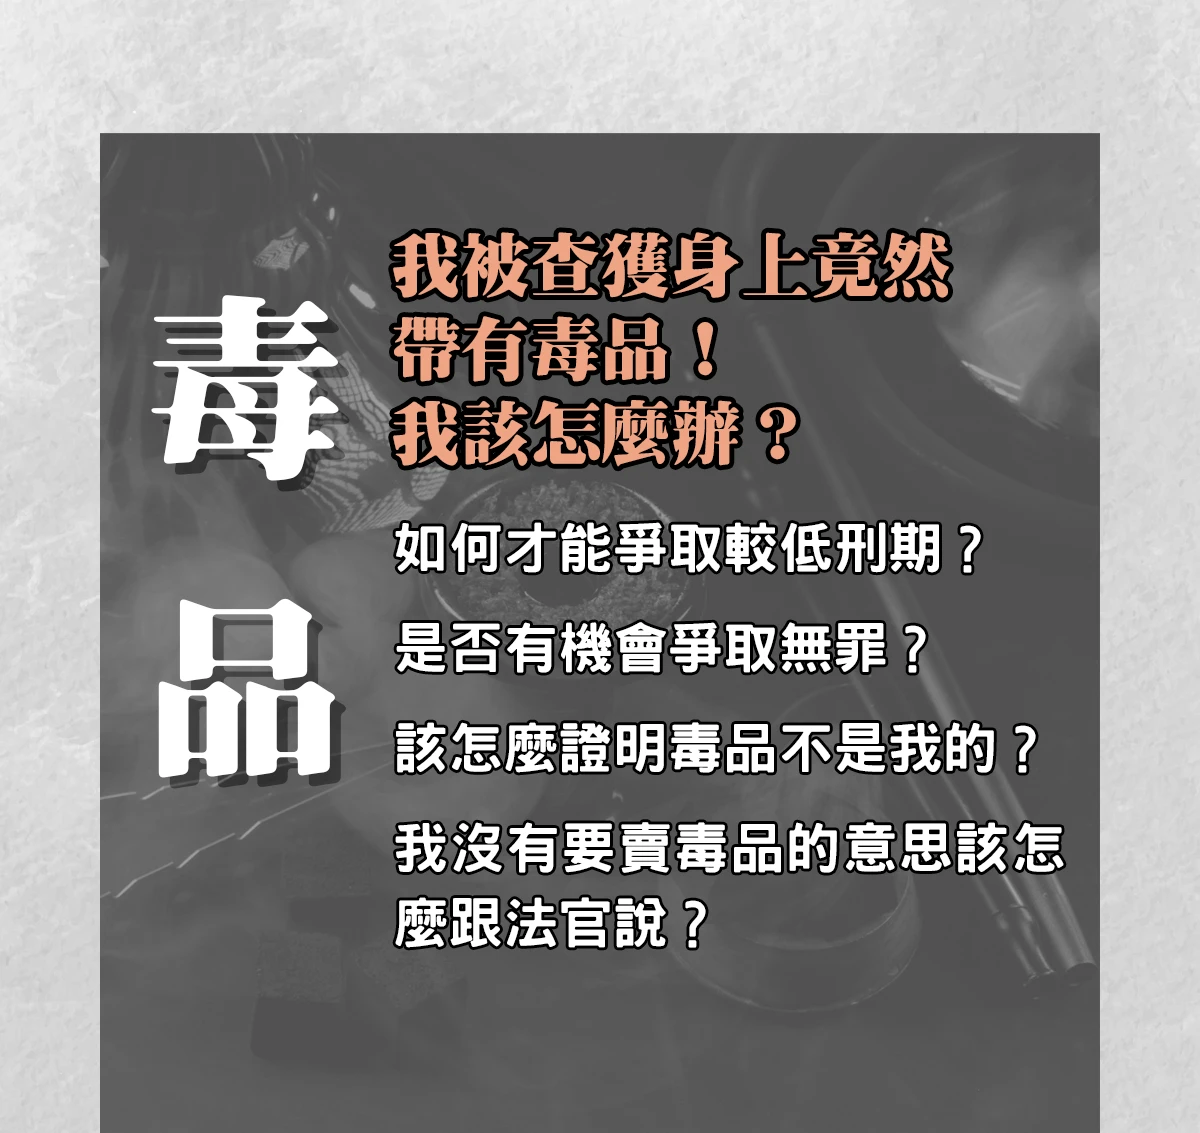 毒品
我被查獲身上竟然
帶有毒品！
我該怎麼辦？
如何才能爭取較低刑期？
是否有機會爭取無罪？
該怎麼證明毒品不是我的？
我沒有要賣毒品的意思該怎
麼跟法官說？